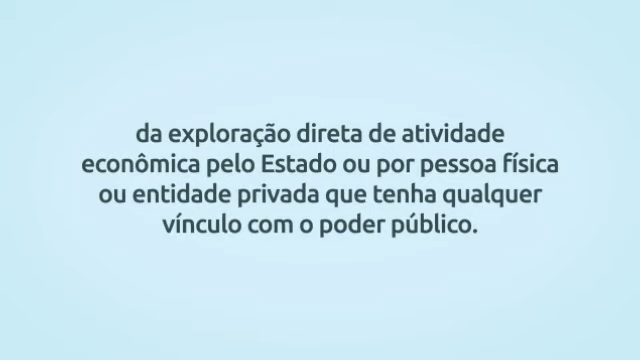 da exploração direta de atividade
econômica pelo Estado ou por pessoa física
ou entidade privada que tenha qualquer
vínculo com o poder público.